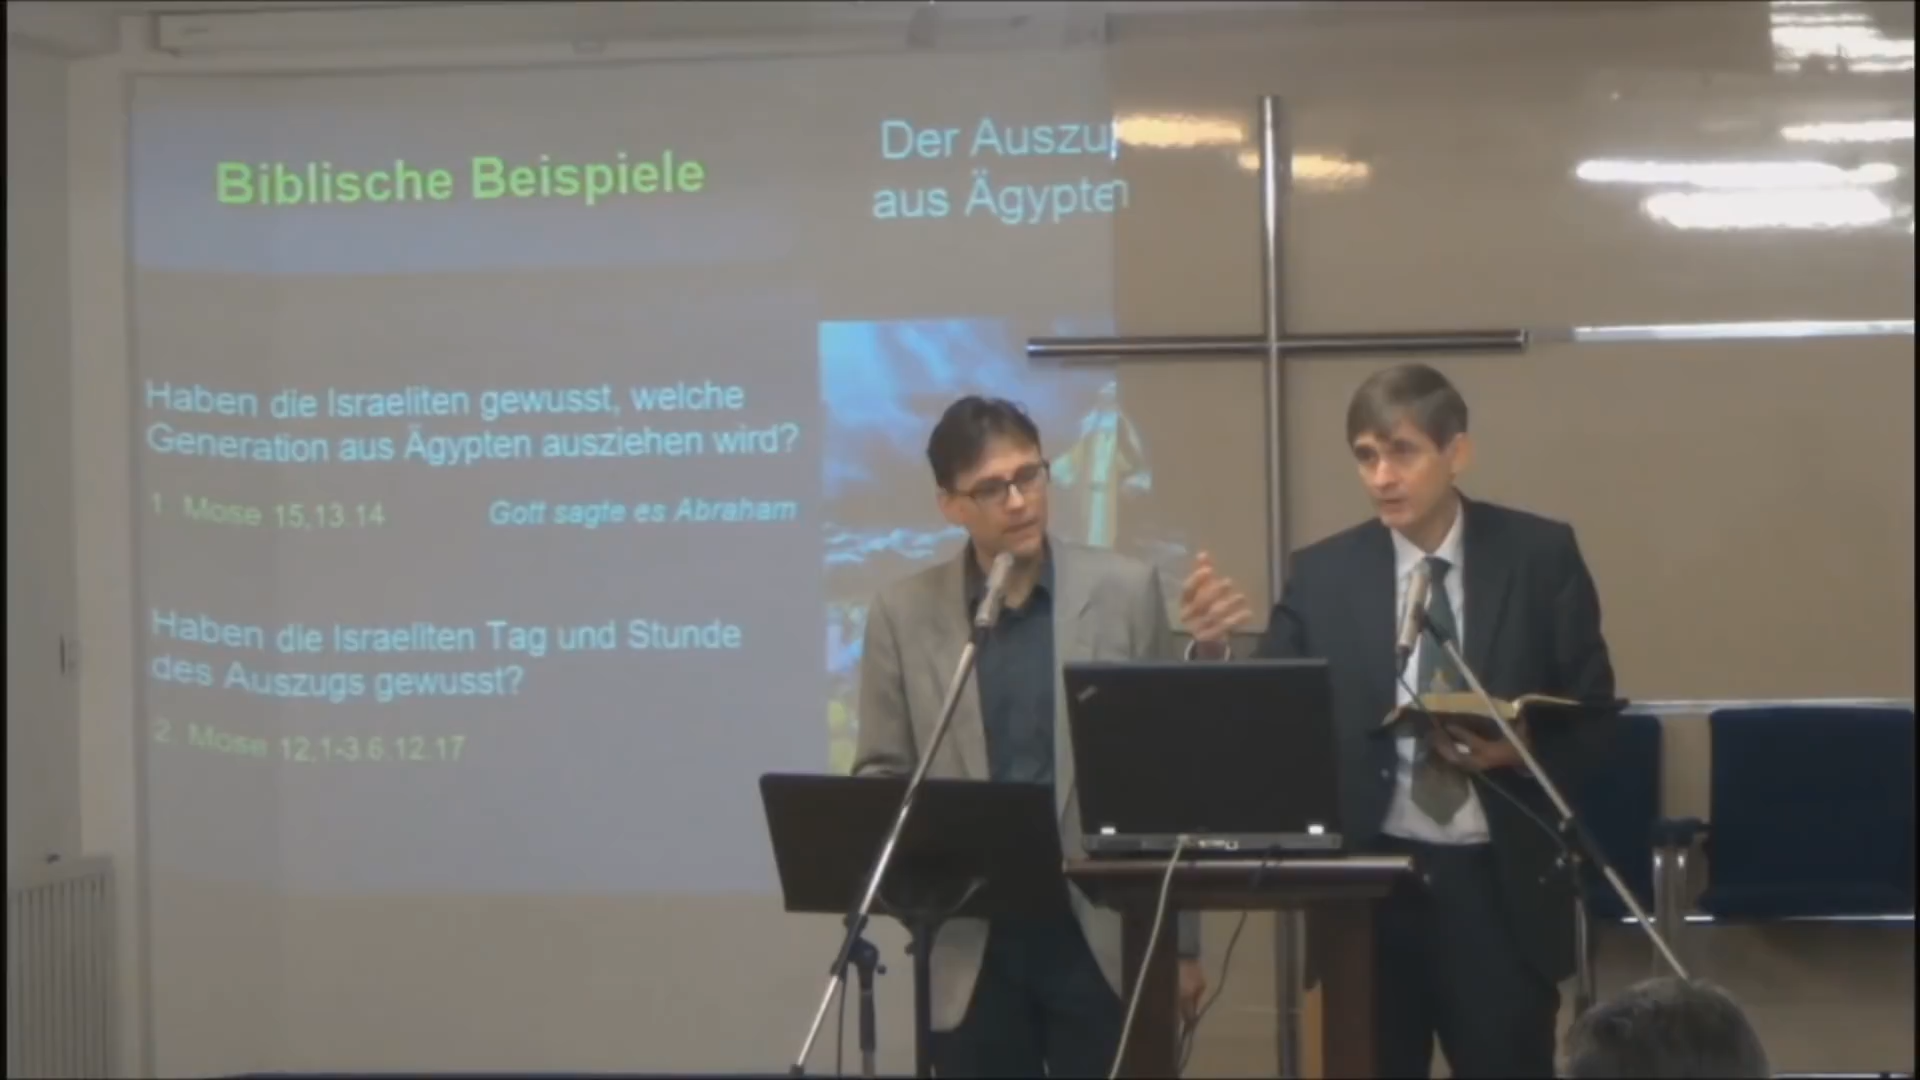 Biblische Beispiele
Der Auszug
aus Ägypten
Haben die Israeliten gewusst, welche
Generation aus Ägypten ausziehen wird?
1. Mose 15,13.14
Gott sagte es Abraham
Haben die Israeliten Tag und Stunde
des Auszugs gewusst?
2. Mose 12,1-3.6.12.17